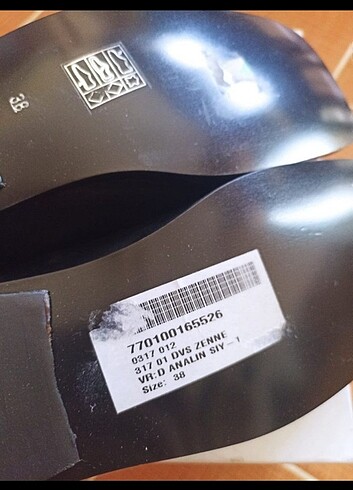 38
770100165526
0317 012
317 01 DVS ZENNE
VR:D ANALIN SIY-1
Size: 38